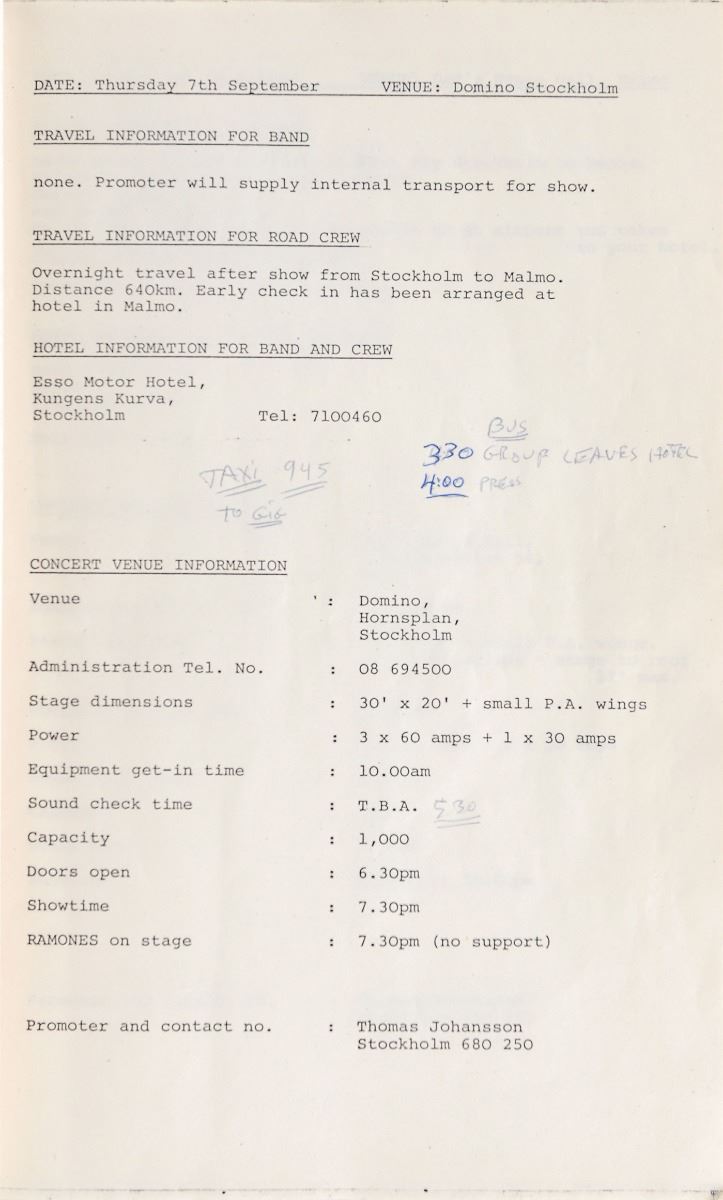 DATE: Thursday 7th September VENUE: Domino Stockholm
TRAVEL INFORMATION FOR BAND
none. Promoter will supply internal transport for show.
TRAVEL INFORMATION FOR ROAD CREW
Overnight travel after show from Stockholm to Malmo.
Distance 640km. Early check in has been arranged at
hotel in Malmo.
HOTEL INFORMATION FOR BAND AND CREW
Esso Motor Hotel,
Kungens Kurva,
Stockholm Tel: 7100460
BUS
330 GROUP LEAVES HOTEL
4:00 PRESS
TAXI 945
TO GIG
CONCERT VENUE INFORMATION
Venue : Domino,
Hornsplan,
Stockholm
Administration Tel. No. : 08 694500
Stage dimensions : 30' x 20' + small P.A. wings
Power : 3 x 60 amps + 1 x 30 amps
Equipment get-in time : 10.00am
Sound check time : T.B.A. 530
Capacity : 1,000
Doors open : 6.30pm
Showtime : 7.30pm
RAMONES on stage : 7.30pm (no support)
Promoter and contact no. : Thomas Johansson
Stockholm 680 250